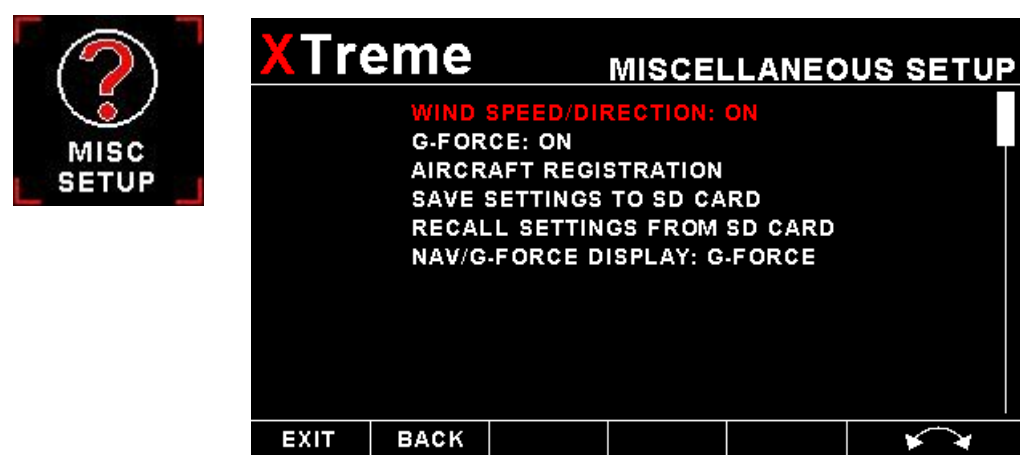 MISC
SETUP
XTreme
MISCELLANEOUS SETUP
WIND SPEED/DIRECTION: ON
G-FORCE: ON
AIRCRAFT REGISTRATION
SAVE SETTINGS TO SD CARD
RECALL SETTINGS FROM SD CARD
NAV/G-FORCE DISPLAY: G-FORCE
EXIT BACK